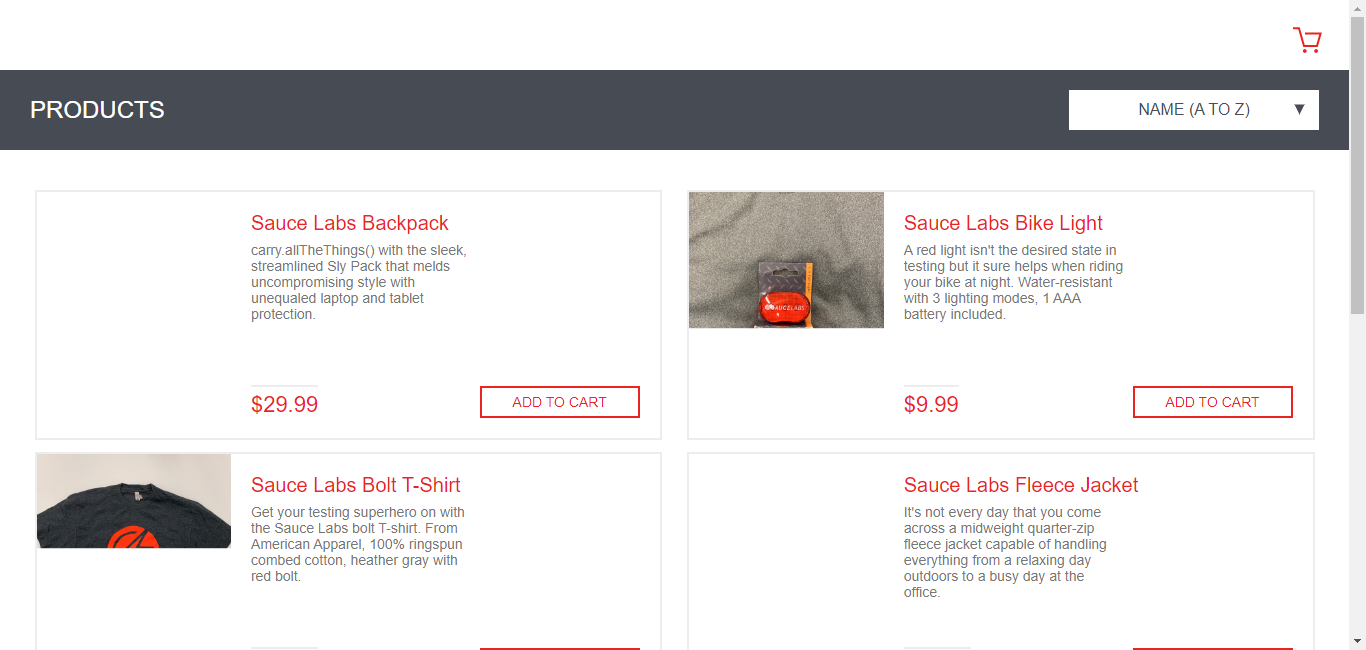 PRODUCTS
NAME (A TO Z)
Sauce Labs Backpack
carry.allTheThings() with the sleek,
streamlined Sly Pack that melds
uncompromising style with
unequaled laptop and tablet
protection.
$29.99
ADD TO CART
Sauce Labs Bike Light
A red light isn't the desired state in
testing but it sure helps when riding
your bike at night. Water-resistant
with 3 lighting modes, 1 AAA
battery included.
$9.99
ADD TO CART
SAUCELABS
Sauce Labs Bolt T-Shirt
Get your testing superhero on with
the Sauce Labs bolt T-shirt. From
American Apparel, 100% ringspun
combed cotton, heather gray with
red bolt.
Sauce Labs Fleece Jacket
It's not every day that you come
across a midweight quarter-zip
fleece jacket capable of handling
everything from a relaxing day
outdoors to a busy day at the
office.